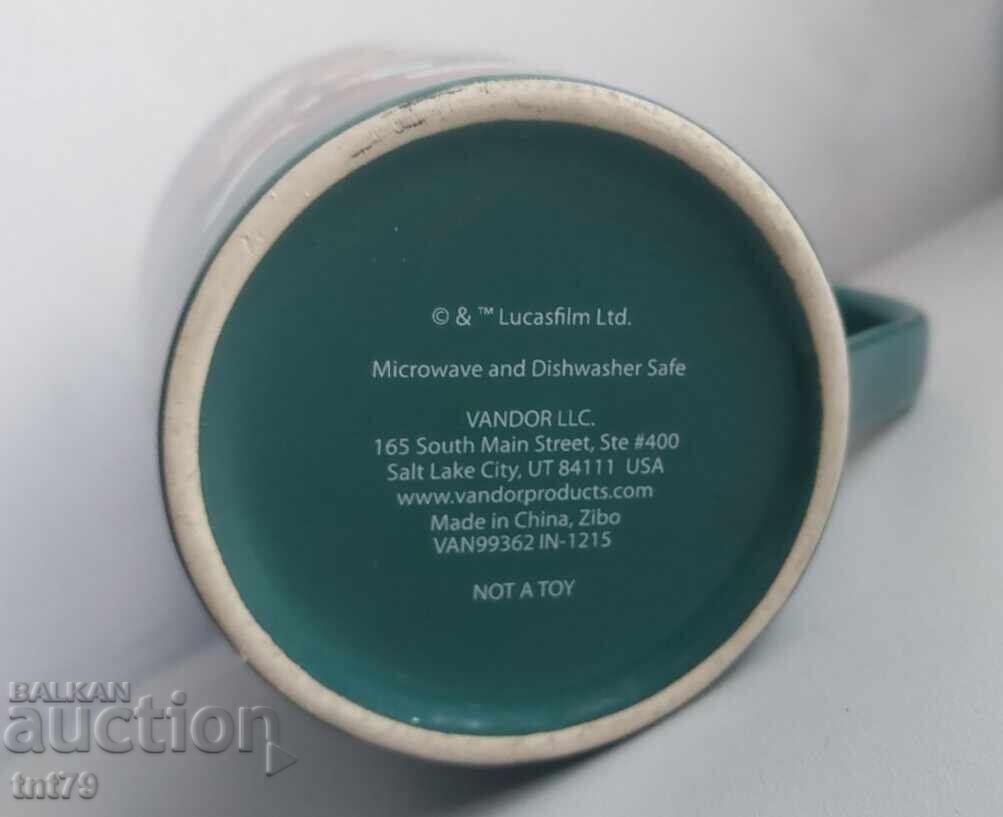 © & ™ Lucasfilm Ltd.
Microwave and Dishwasher Safe
VANDOR LLC.
165 South Main Street, Ste #400
Salt Lake City, UT 84111 USA
www.vandorproducts.com
Made in China, Zibo
VAN99362 IN-1215
NOT A TOY
BALKAN
auction
tnt79